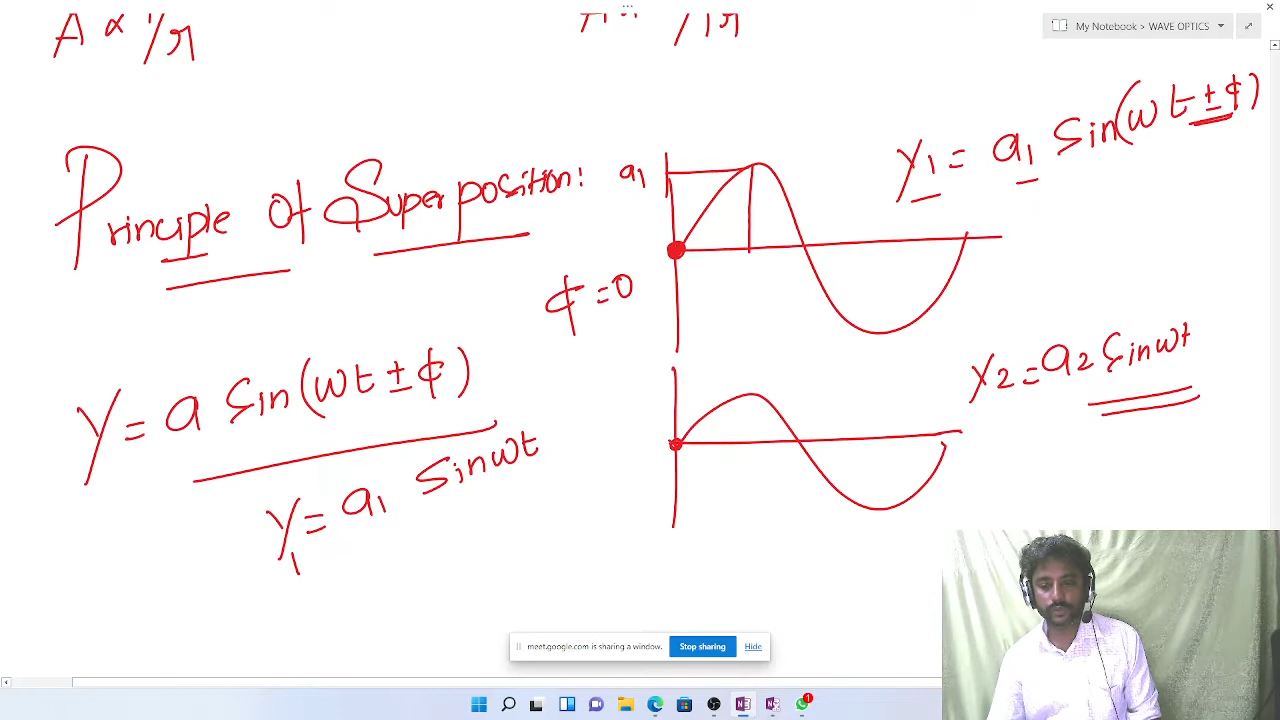 A ∝ 1/r
My Notebook > WAVE OPTICS
y1 = a1 sin(ωt ± ¢)
Principle of Superposition:
a1
¢ = 0
y2 = a2 sinωt
y = a sin(ωt ± ¢)
y1 = a1 sinωt
meet.google.com is sharing a window.
Stop sharing
Hide
1